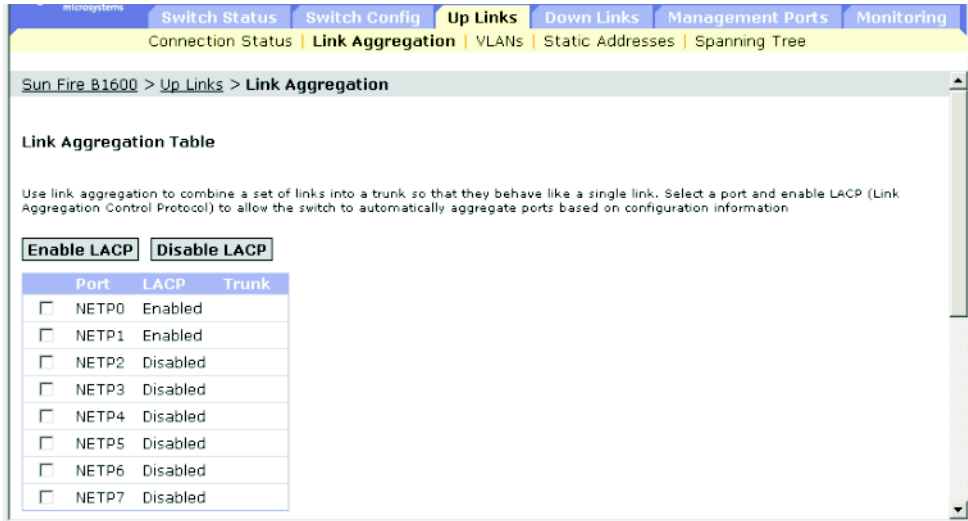 microsystems
Switch Status Switch Config Up Links Down Links Management Ports Monitoring
Connection Status | Link Aggregation | VLANs | Static Addresses | Spanning Tree
Sun Fire B1600 > Up Links > Link Aggregation
Link Aggregation Table
Use link aggregation to combine a set of links into a trunk so that they behave like a single link. Select a port and enable LACP (Link
Aggregation Control Protocol) to allow the switch to automatically aggregate ports based on configuration information
Enable LACP Disable LACP
Port LACP Trunk
NETP0 Enabled
NETP1 Enabled
NETP2 Disabled
NETP3 Disabled
NETP4 Disabled
NETP5 Disabled
NETP6 Disabled
NETP7 Disabled